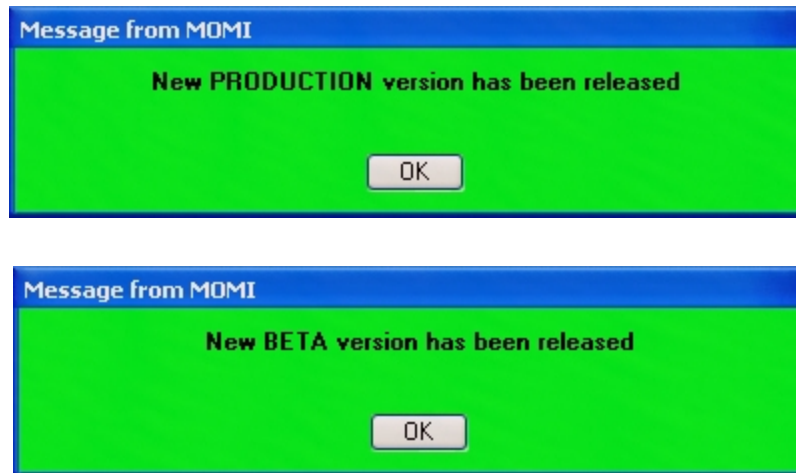 Message from MOMI
New PRODUCTION version has been released
OK
Message from MOMI
New BETA version has been released
OK